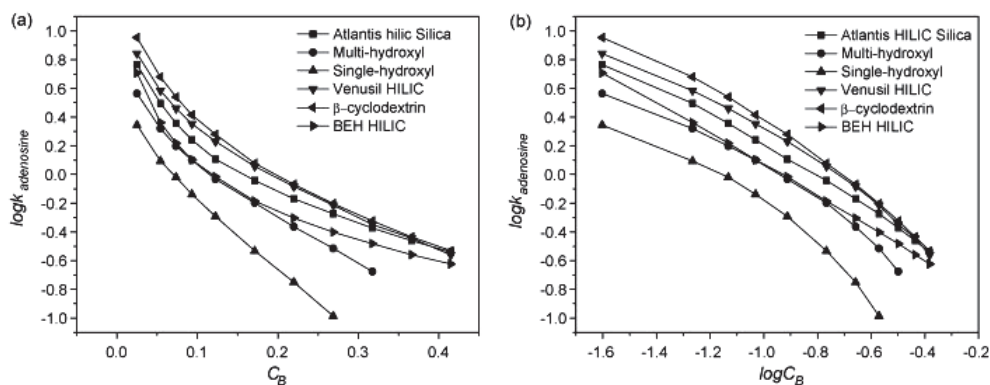 (a)
Atlantis hilic Silica
Multi-hydroxyl
Single-hydroxyl
Venusil HILIC
β-cyclodextrin
BEH HILIC
1.0
0.8
0.6
0.4
0.2
0.0
-0.2
-0.4
-0.6
-0.8
-1.0
logk adenosine
0.0 0.1 0.2 0.3 0.4
C_B
(b)
Atlantis HILIC Silica
Multi-hydroxyl
Single-hydroxyl
Venusil HILIC
β-cyclodextrin
BEH HILIC
1.0
0.8
0.6
0.4
0.2
0.0
-0.2
-0.4
-0.6
-0.8
-1.0
logk adenosine
-1.6 -1.4 -1.2 -1.0 -0.8 -0.6 -0.4 -0.2
logC_B